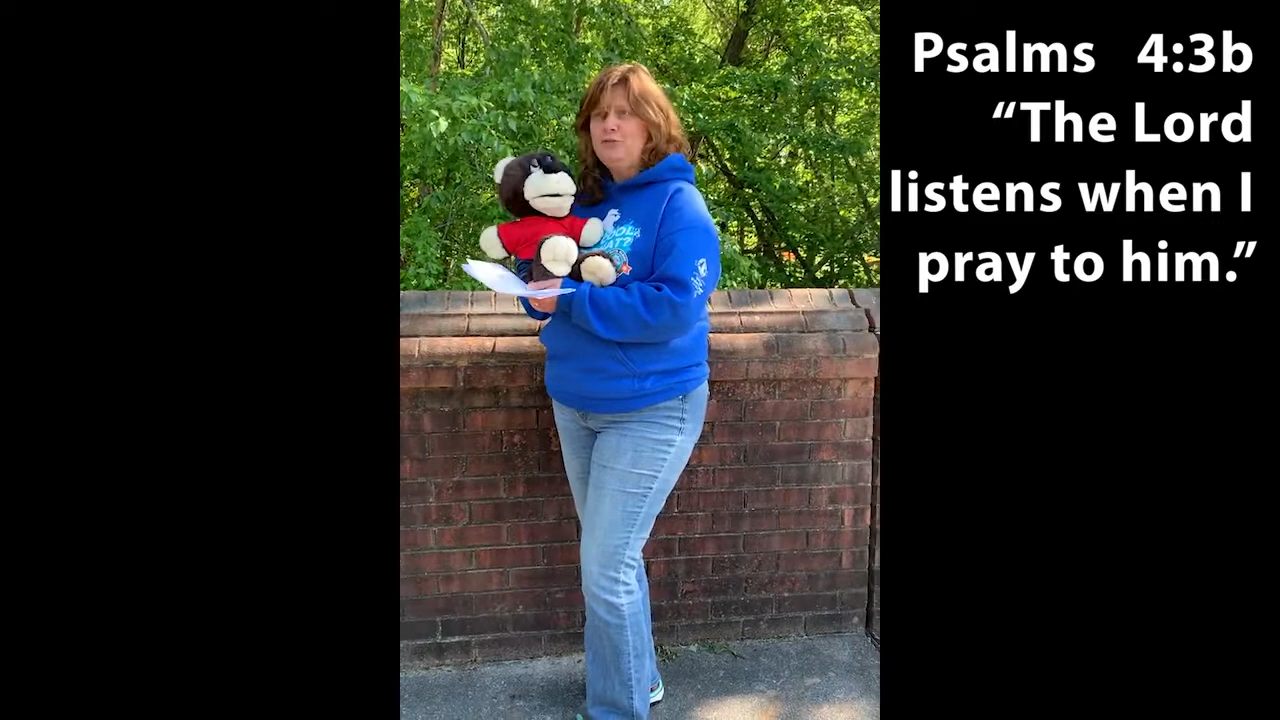 Psalms 4:3b
“The Lord
listens when I
pray to him.”